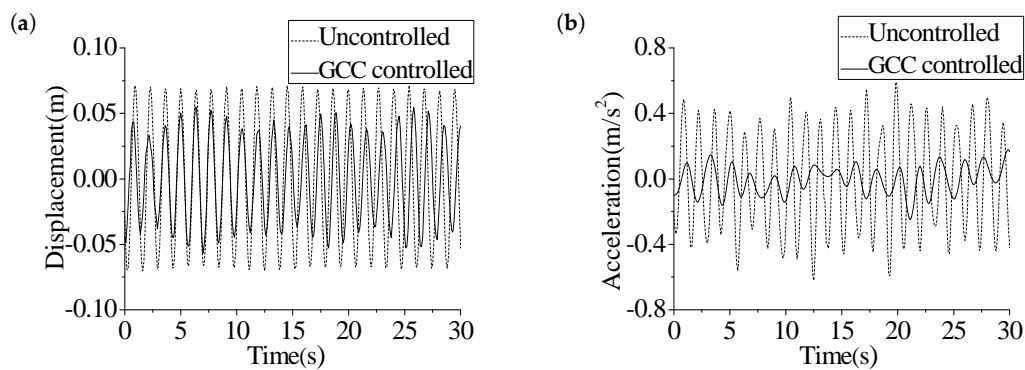 (a)
0.10
0.05
0.00
-0.05
-0.10
Displacement(m)
Uncontrolled
GCC controlled
0 5 10 15 20 25 30
Time(s)
(b)
0.8
0.4
0.0
-0.4
-0.8
Acceleration(m/s²)
Uncontrolled
GCC controlled
0 5 10 15 20 25 30
Time(s)